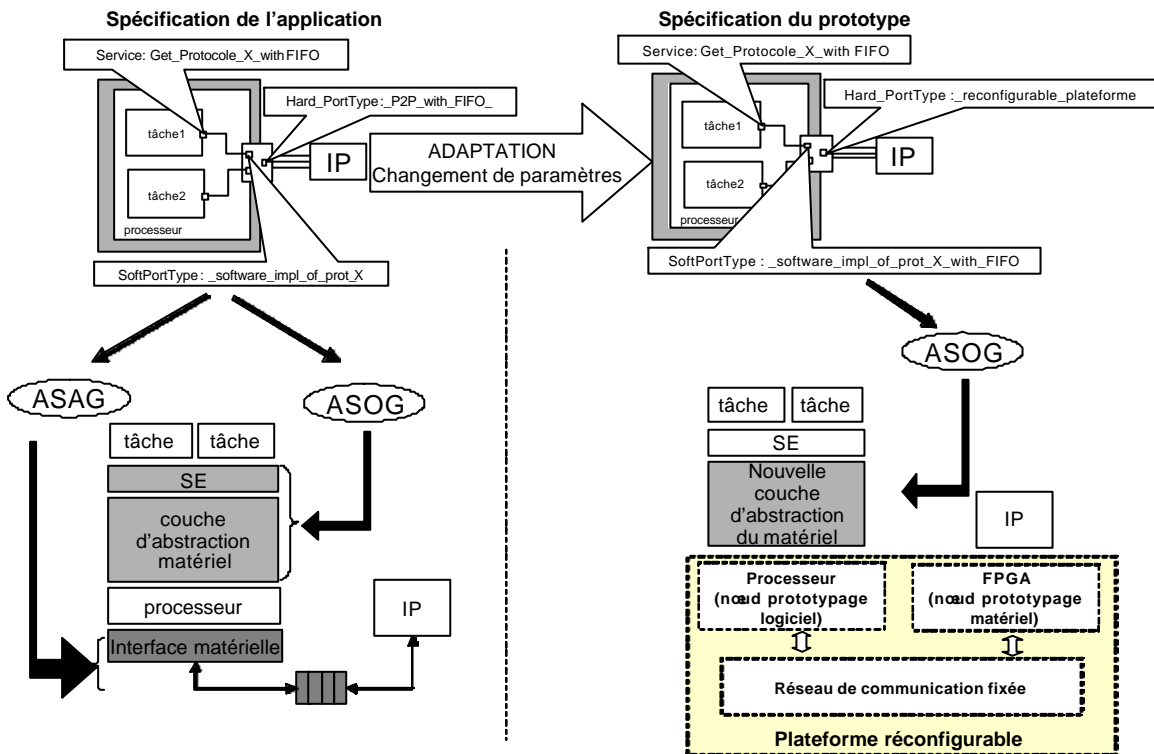 Spécification de l'application
Service: Get_Protocole_X_with FIFO
Hard_PortType :_P2P_with_FIFO_
tâche1
tâche2
processeur
IP
SoftPortType : _software_impl_of_prot_X
ADAPTATION
Changement de paramètres
Spécification du prototype
Service: Get_Protocole_X_with FIFO
Hard_PortType :_reconfigurable_plateforme
tâche1
tâche2
processeur
IP
SoftPortType : _software_impl_of_prot_X_with_FIFO
ASAG
ASOG
tâche
tâche
SE
couche
d'abstraction
matériel
processeur
Interface matérielle
IP
ASOG
tâche
tâche
SE
Nouvelle
couche
d'abstraction
du matériel
IP
Processeur
(nœud prototypage
logiciel)
FPGA
(nœud prototypage
matériel)
Réseau de communication fixée
Plateforme réconfigurable